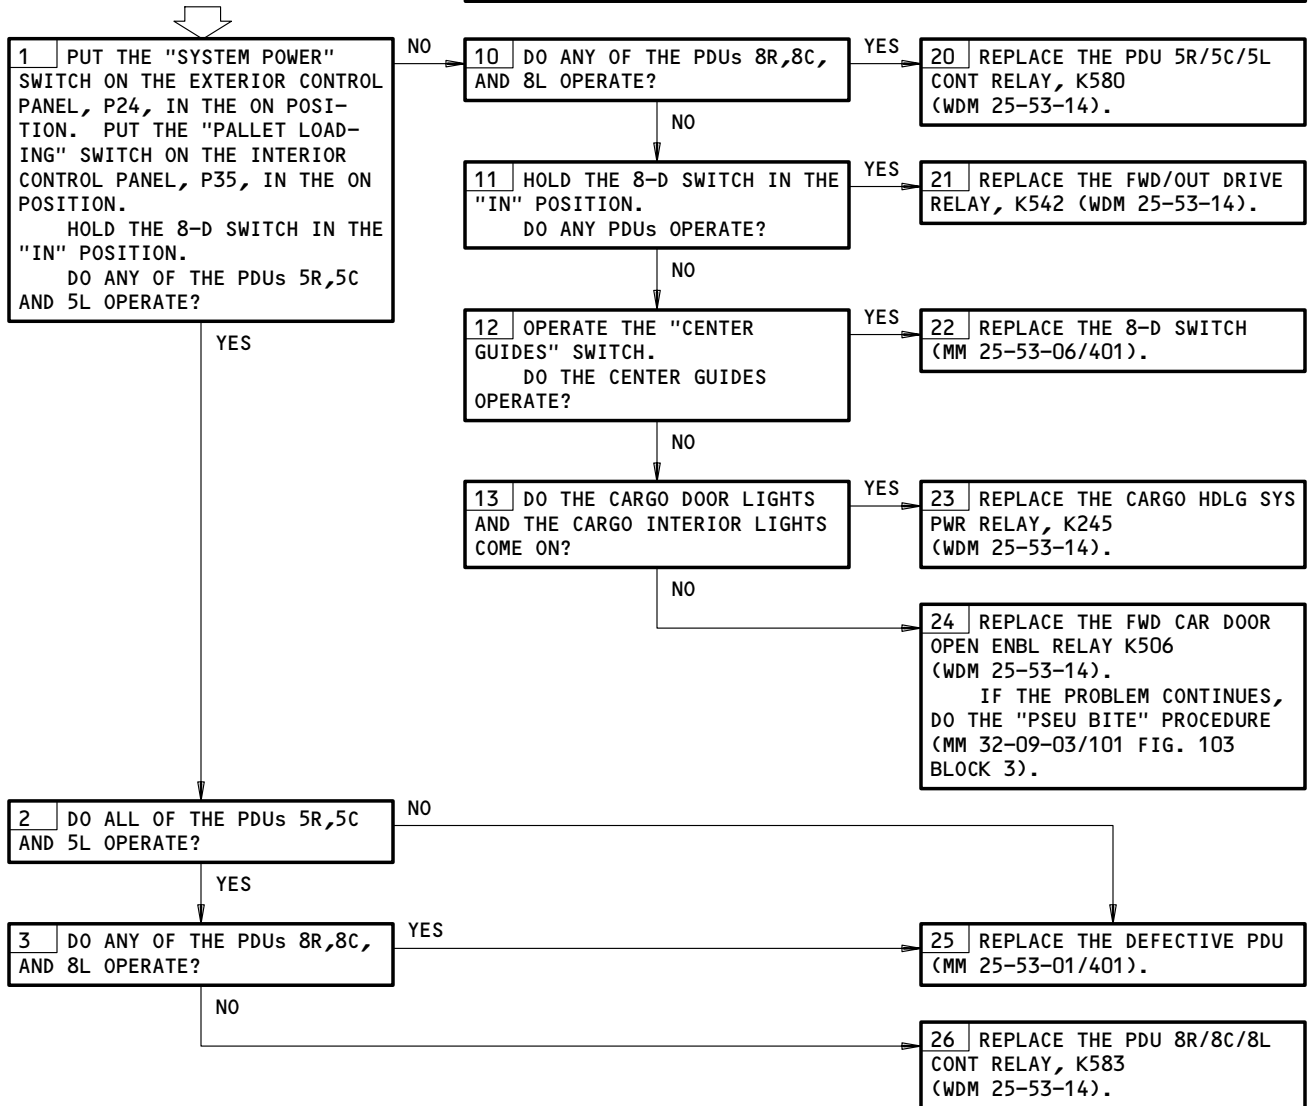 1 PUT THE "SYSTEM POWER"
SWITCH ON THE EXTERIOR CONTROL
PANEL, P24, IN THE ON POSI-
TION. PUT THE "PALLET LOAD-
ING" SWITCH ON THE INTERIOR
CONTROL PANEL, P35, IN THE ON
POSITION.
HOLD THE 8-D SWITCH IN THE
"IN" POSITION.
DO ANY OF THE PDUs 5R,5C
AND 5L OPERATE?
NO
YES
10 DO ANY OF THE PDUs 8R,8C,
AND 8L OPERATE?
YES
NO
20 REPLACE THE PDU 5R/5C/5L
CONT RELAY, K580
(WDM 25-53-14).
11 HOLD THE 8-D SWITCH IN THE
"IN" POSITION.
DO ANY PDUs OPERATE?
YES
NO
21 REPLACE THE FWD/OUT DRIVE
RELAY, K542 (WDM 25-53-14).
12 OPERATE THE "CENTER
GUIDES" SWITCH.
DO THE CENTER GUIDES
OPERATE?
YES
NO
22 REPLACE THE 8-D SWITCH
(MM 25-53-06/401).
13 DO THE CARGO DOOR LIGHTS
AND THE CARGO INTERIOR LIGHTS
COME ON?
YES
NO
23 REPLACE THE CARGO HDLG SYS
PWR RELAY, K245
(WDM 25-53-14).
24 REPLACE THE FWD CAR DOOR
OPEN ENBL RELAY K506
(WDM 25-53-14).
IF THE PROBLEM CONTINUES,
DO THE "PSEU BITE" PROCEDURE
(MM 32-09-03/101 FIG. 103
BLOCK 3).
2 DO ALL OF THE PDUs 5R,5C
AND 5L OPERATE?
NO
YES
3 DO ANY OF THE PDUs 8R,8C,
AND 8L OPERATE?
YES
NO
25 REPLACE THE DEFECTIVE PDU
(MM 25-53-01/401).
26 REPLACE THE PDU 8R/8C/8L
CONT RELAY, K583
(WDM 25-53-14).